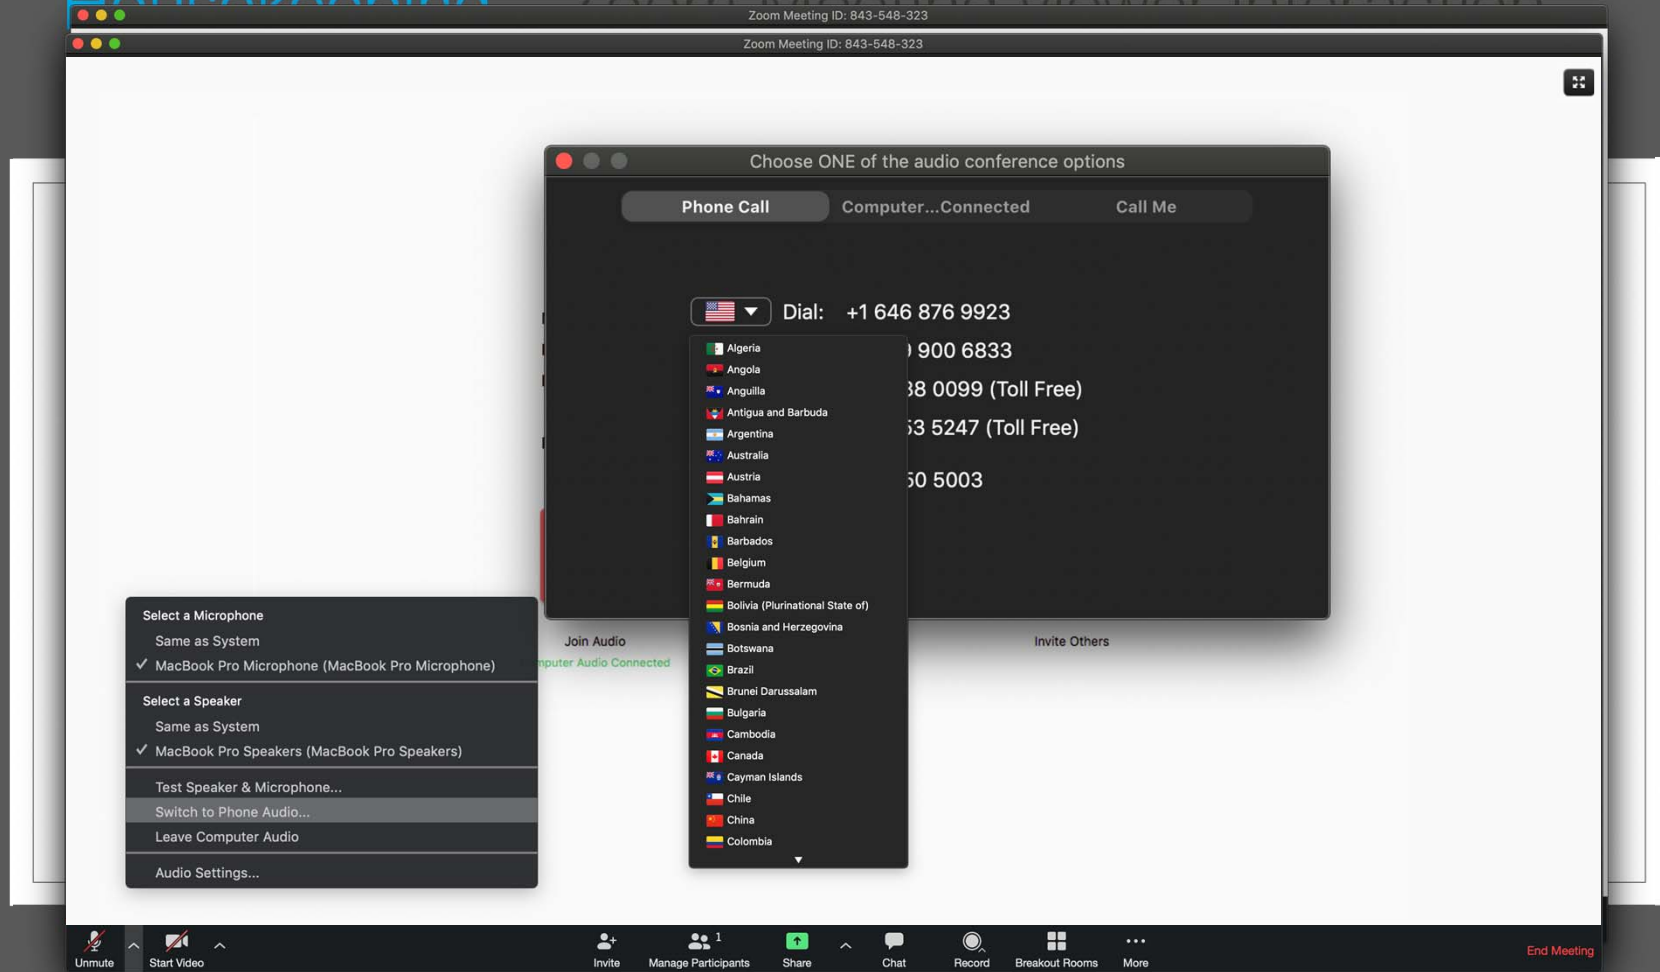 Zoom Meeting ID: 843-548-323
Zoom Meeting ID: 843-548-323
Choose ONE of the audio conference options
Phone Call
Computer...Connected
Call Me
Dial: +1 646 876 9923
900 6833
0099 (Toll Free)
5247 (Toll Free)
5003
Algeria
Angola
Anguilla
Antigua and Barbuda
Argentina
Australia
Austria
Bahamas
Bahrain
Barbados
Belgium
Bermuda
Bolivia (Plurinational State of)
Bosnia and Herzegovina
Botswana
Brazil
Brunei Darussalam
Bulgaria
Cambodia
Canada
Cayman Islands
Chile
China
Colombia
Select a Microphone
Same as System
✓ MacBook Pro Microphone (MacBook Pro Microphone)
Select a Speaker
Same as System
✓ MacBook Pro Speakers (MacBook Pro Speakers)
Test Speaker & Microphone...
Switch to Phone Audio...
Leave Computer Audio
Audio Settings...
Join Audio
Audio Connected
Invite Others
Unmute
Start Video
Invite
1
Manage Participants
Share
Chat
Record
Breakout Rooms
More
End Meeting